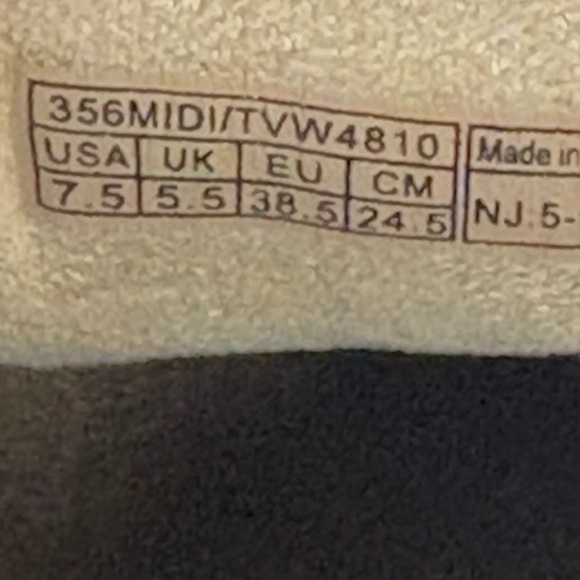 356MIDI/TVW4810
USA UK EU CM
7.5 5.5 38.5 24.5
Made in
NJ:5-